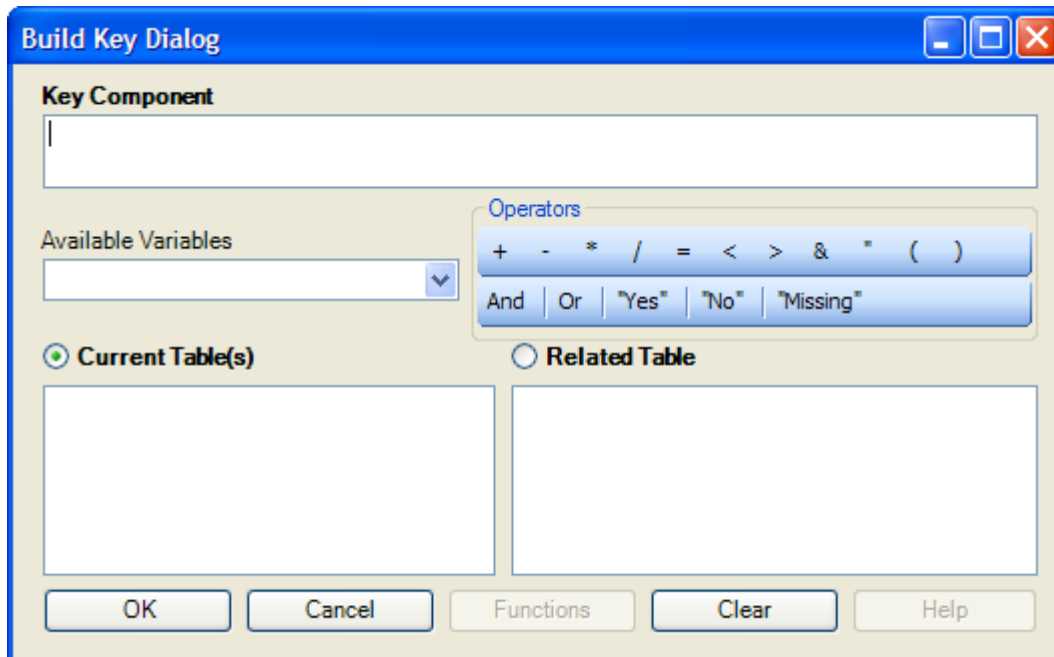 Build Key Dialog
Key Component
Operators
Available Variables
+ - * / = < > & " ( )
And Or "Yes" "No" "Missing"
Current Table(s) Related Table
OK Cancel Functions Clear Help